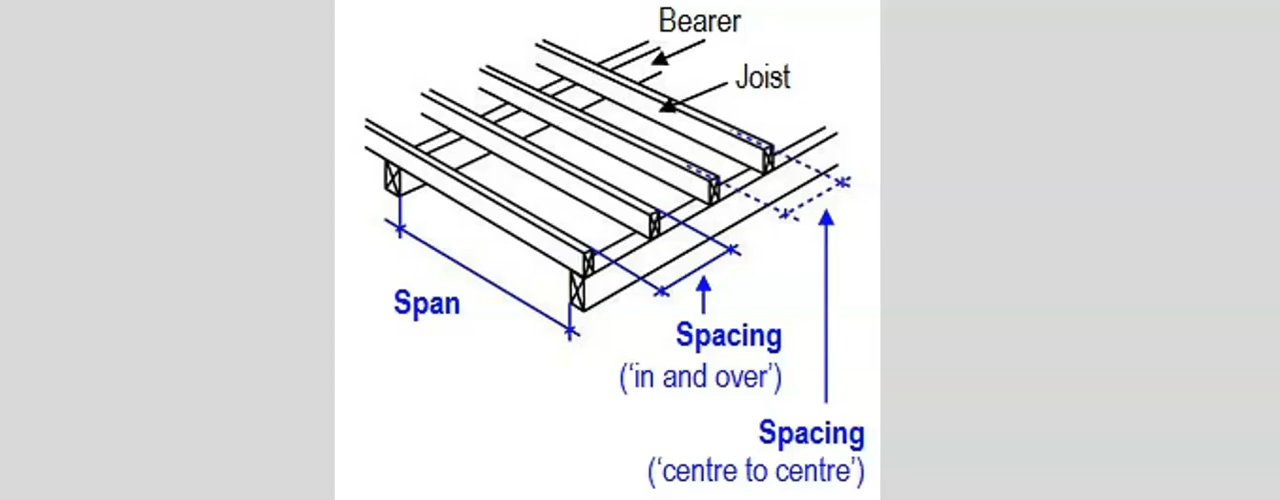 Bearer
Joist
Span
Spacing
(‘in and over’)
Spacing
(‘centre to centre’)